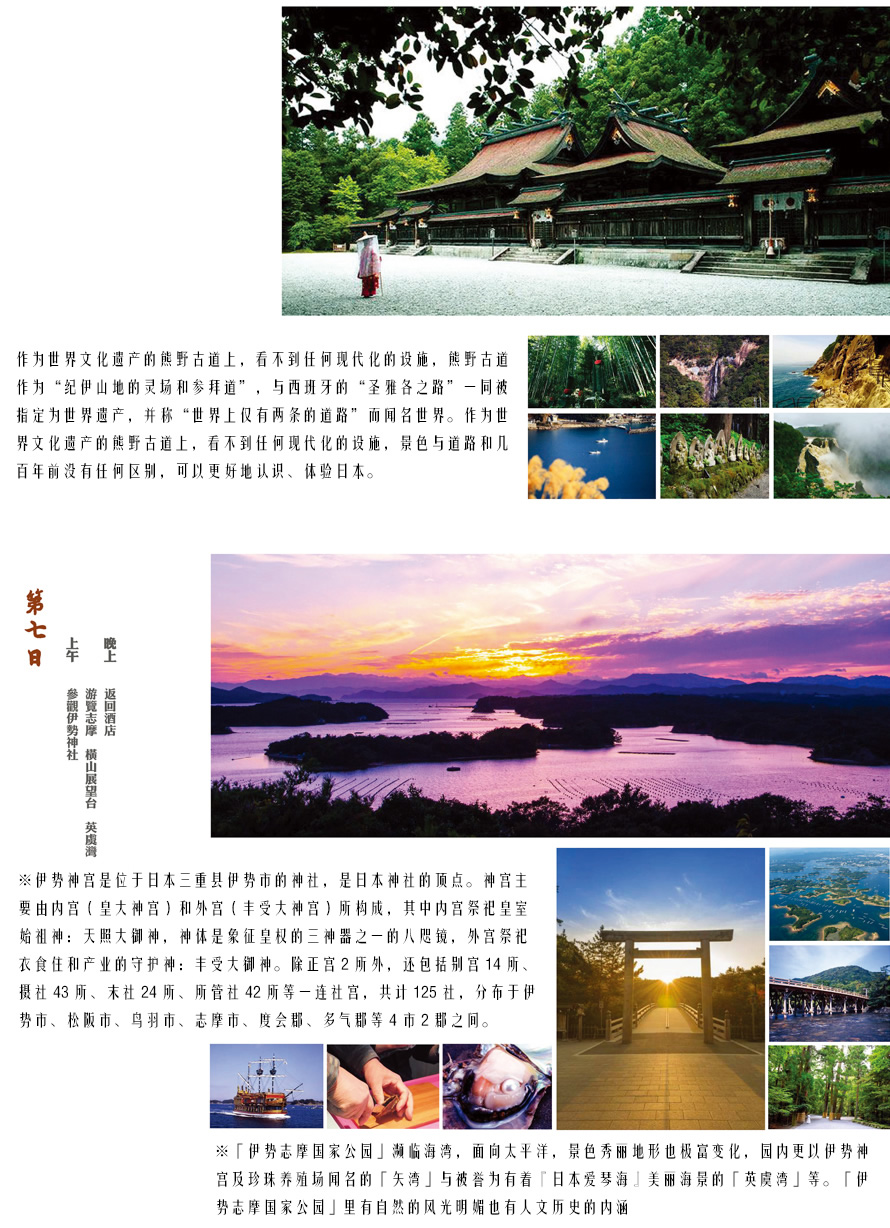 作为世界文化遗产的熊野古道上，看不到任何现代化的设施，熊野古道
作为“纪伊山地的灵场和参拜道”，与西班牙的“圣雅各之路”一同被
指定为世界遗产，并称“世界上仅有两条的道路”而闻名世界。作为世
界文化遗产的熊野古道上，看不到任何现代化的设施，景色与道路和几
百年前没有任何区别，可以更好地认识、体验日本。
第七日
上午 參觀伊勢神社
游覽志摩 橫山展望台 英虞灣
晚上 返回酒店
※伊势神宫是位于日本三重县伊势市的神社，是日本神社的顶点。神宫主
要由内宫（皇大神宫）和外宫（丰受大神宫）所构成，其中内宫祭祀皇室
始祖神：天照大御神，神体是象征皇权的三神器之一的八咫镜，外宫祭祀
衣食住和产业的守护神：丰受大御神。除正宫2所外，还包括别宫14所、
摄社43所、末社24所、所管社42所等一连社宫，共计125社，分布于伊
势市、松阪市、鸟羽市、志摩市、度会郡、多气郡等4市2郡之间。
※「伊势志摩国家公园」濒临海湾，面向太平洋，景色秀丽地形也极富变化，园内更以伊势神
宫及珍珠养殖场闻名的「矢湾」与被誉为有着『日本爱琴海』美丽海景的「英虞湾」等。「伊
势志摩国家公园」里有自然的风光明媚也有人文历史的内涵